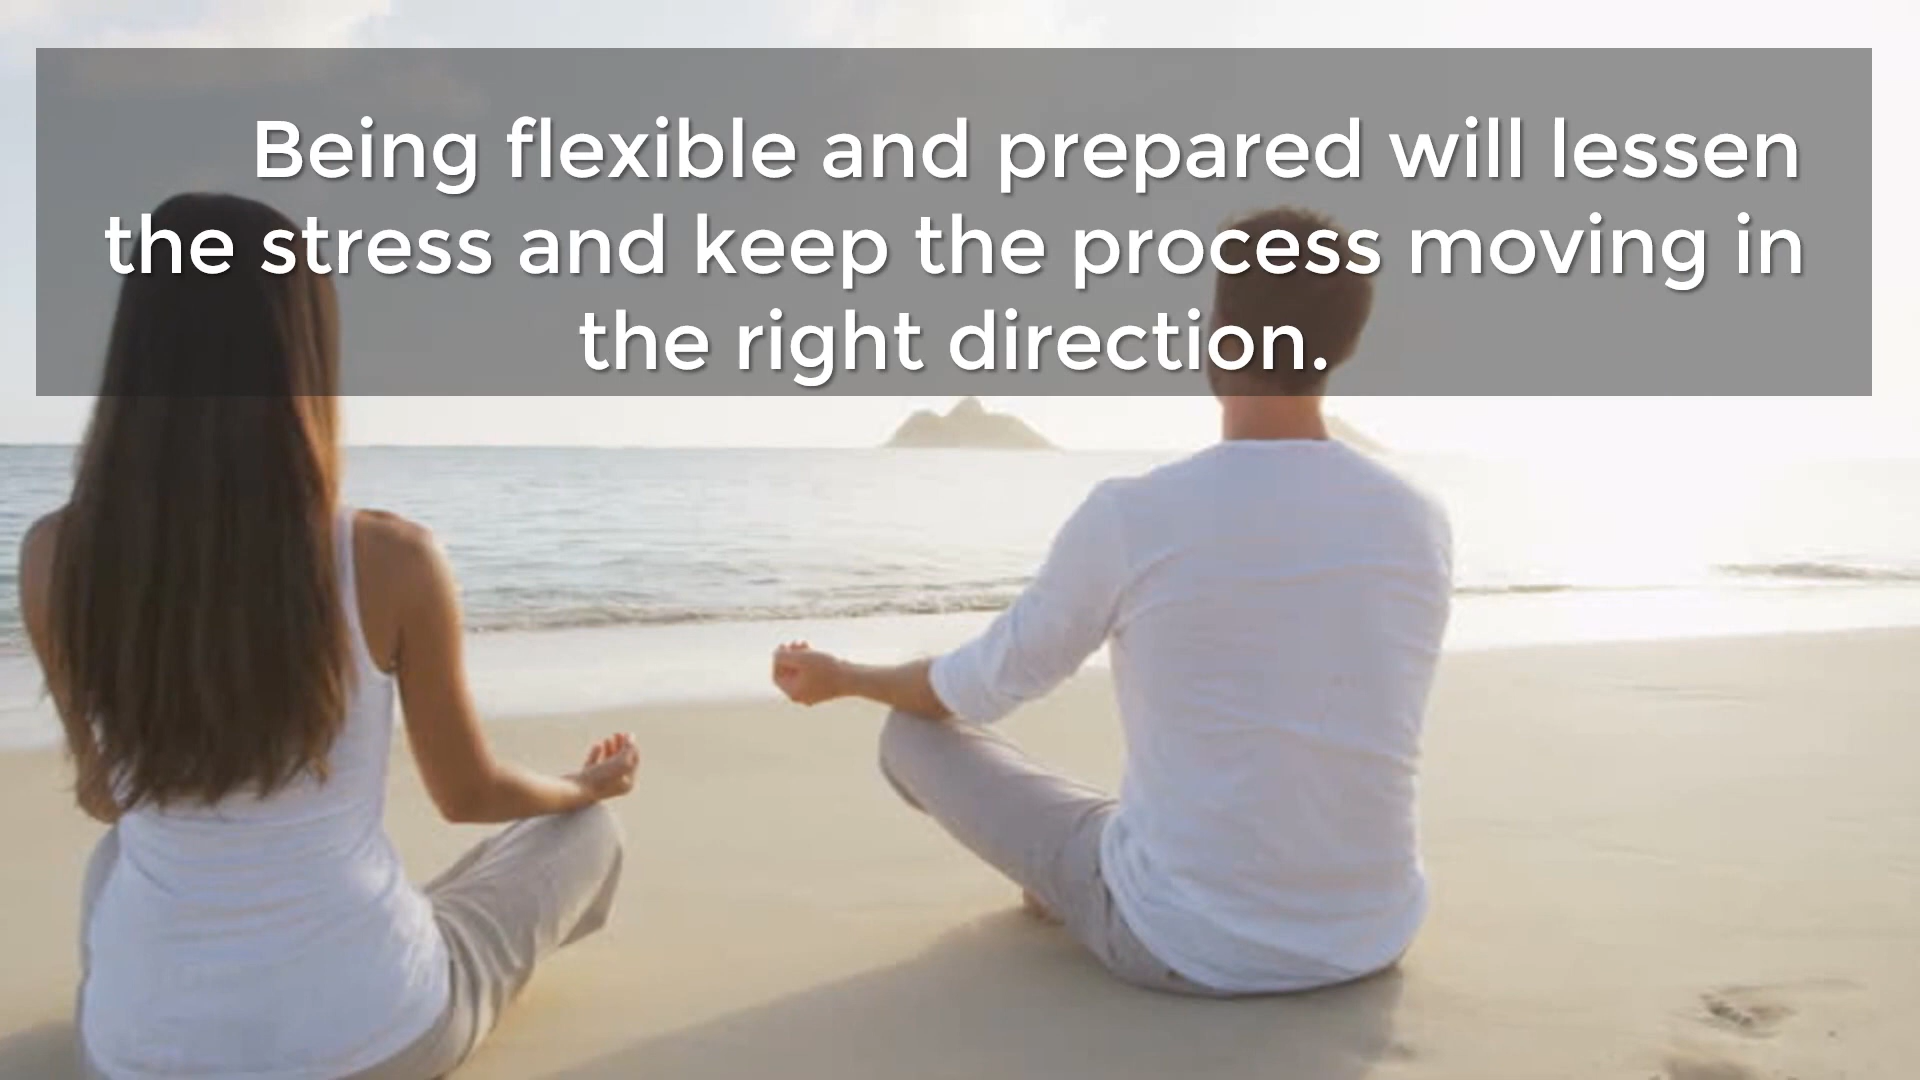 Being flexible and prepared will lessen
the stress and keep the process moving in
the right direction.